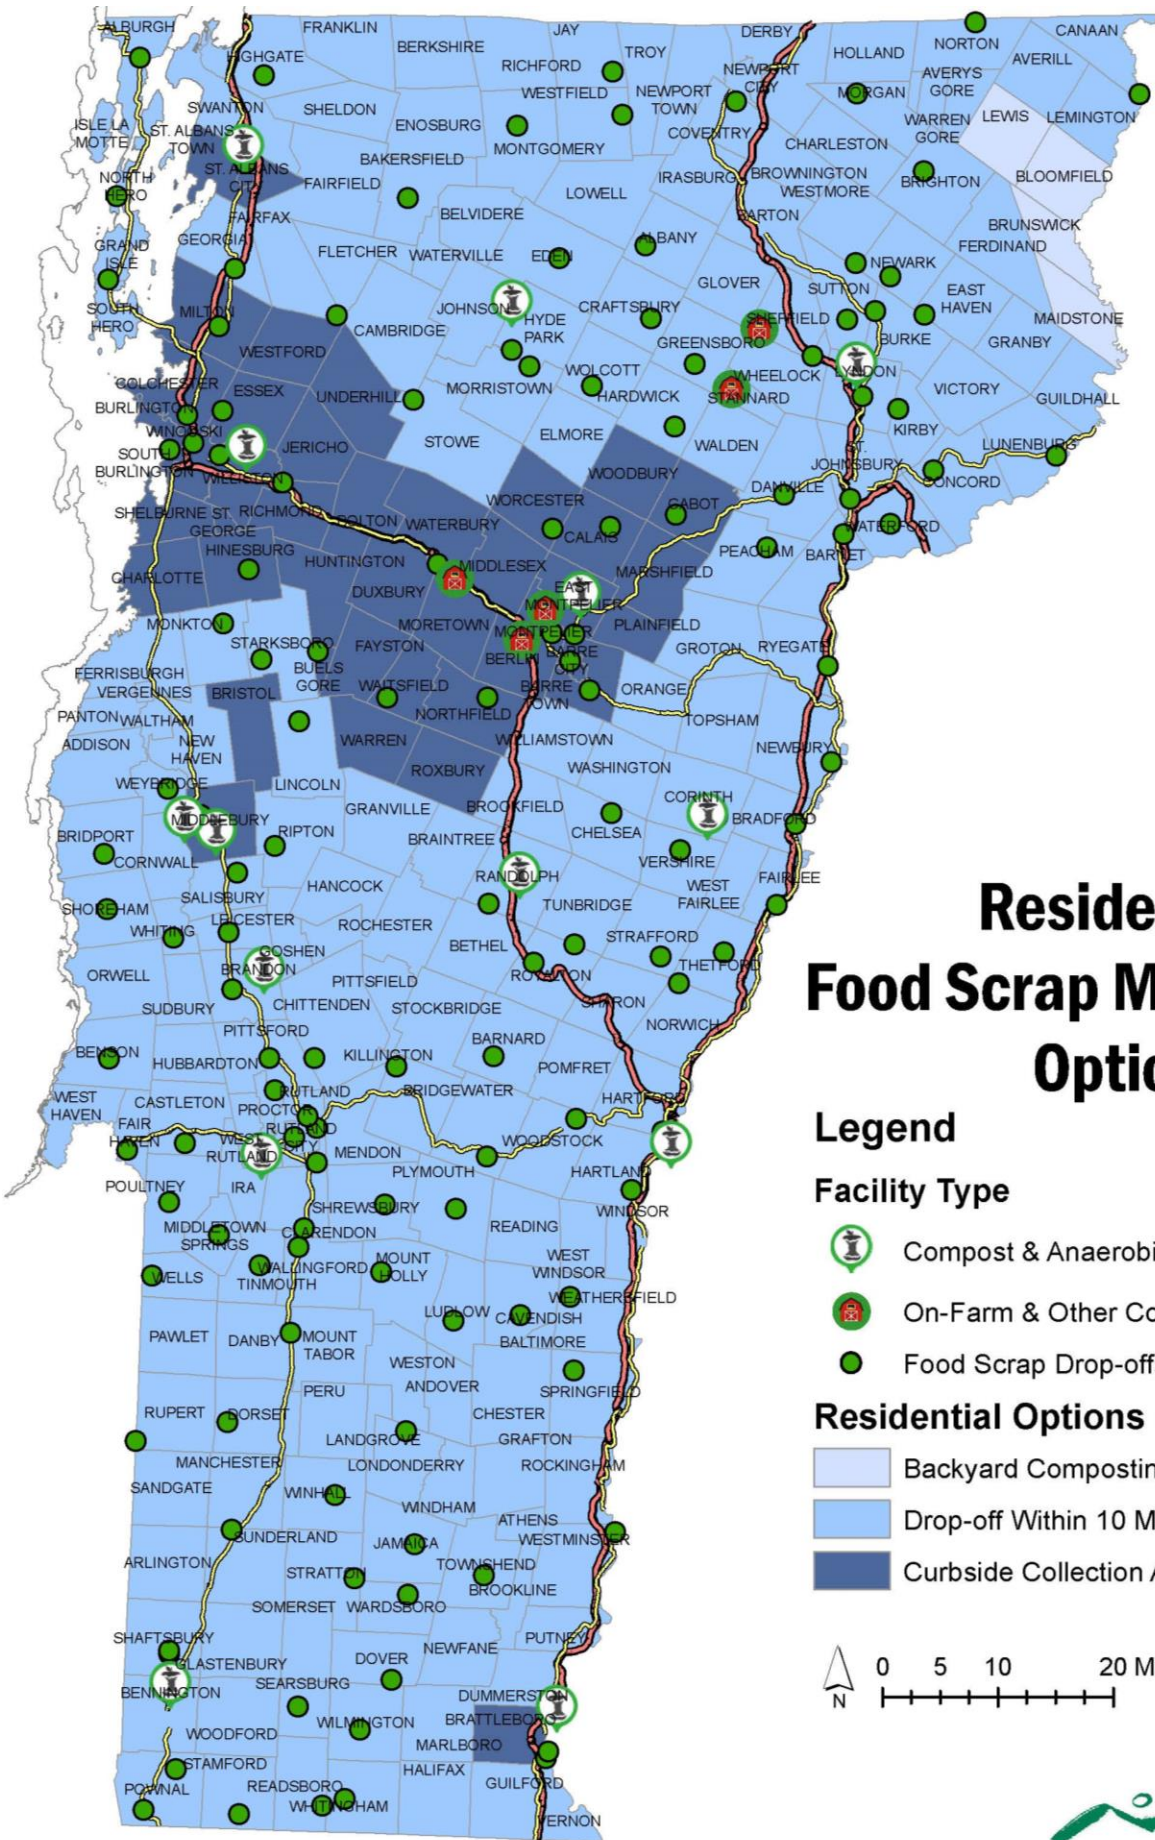 ALBURGH
FRANKLIN
BERKSHIRE
JAY
RICHFORD
TROY
DERBY
HOLLAND
NORTON
CANAAN
AVERILL
AVERYS
GORE
HIGHGATE
WESTFIELD
NEWPORT
TOWN
NEWPORT
CITY
MORGAN
WARREN
GORE
LEWIS
LEMINGTON
SWANTON
SHELDON
ISLE LA
MOTTE
ST. ALBANS
TOWN
ENOSBURG
MONTGOMERY
COVENTRY
CHARLESTON
BAKERSFIELD
ST. ALBANS
CITY
FAIRFIELD
NORTH
HERO
LOWELL
IRASBURG
BROWNINGTON
WESTMORE
BRIGHTON
BLOOMFIELD
FAIRFAX
BELVIDERE
BARTON
BRUNSWICK
FERDINAND
GEORGIA
GRAND
ISLE
FLETCHER
WATERVILLE
EDEN
ALBANY
GLOVER
NEWARK
SUTTON
EAST
HAVEN
SOUTH
HERO
MILTON
CAMBRIDGE
JOHNSON
HYDE
PARK
CRAFTSBURY
SHEFFIELD
MAIDSTONE
BURKE
GRANBY
WESTFORD
GREENSBORO
WHEELOCK
LYNDON
WOLCOTT
COLCHESTER
ESSEX
UNDERHILL
MORRISTOWN
HARDWICK
STANNARD
VICTORY
GUILDHALL
BURLINGTON
WINOOSKI
JERICHO
STOWE
ELMORE
WALDEN
KIRBY
LUNENBURG
SOUTH
BURLINGTON
WILLISTON
ST.
JOHNSBURY
WOODBURY
DANVILLE
CONCORD
WORCESTER
CABOT
SHELBURNE
ST.
GEORGE
RICHMOND
BOLTON
WATERBURY
CALAIS
WATERFORD
HINESBURG
HUNTINGTON
MIDDLESEX
PEACHAM
BARNET
MARSHFIELD
CHARLOTTE
DUXBURY
EAST
MONTPELIER
MONKTON
MORETOWN
MONTPELIER
PLAINFIELD
STARKSBORO
BUELS
GORE
FAYSTON
BERLIN
BARRE
CITY
GROTON
RYEGATE
FERRISBURGH
VERGENNES
BRISTOL
WAITSFIELD
BARRE
TOWN
ORANGE
PANTON
WALTHAM
NORTHFIELD
TOPSHAM
ADDISON
NEW
HAVEN
WARREN
WILLIAMSTOWN
NEWBURY
WEYBRIDGE
LINCOLN
ROXBURY
WASHINGTON
GRANVILLE
BROOKFIELD
CORINTH
BRADFORD
MIDDLEBURY
BRIDPORT
RIPTON
BRAINTREE
CHELSEA
CORNWALL
VERSHIRE
HANCOCK
RANDOLPH
WEST
FAIRLEE
FAIRLEE
SALISBURY
SHOREHAM
TUNBRIDGE
LEICESTER
ROCHESTER
WHITING
BETHEL
STRAFFORD
GOSHEN
BRANDON
THETFORD
ORWELL
PITTSFIELD
ROYALTON
SUDBURY
CHITTENDEN
STOCKBRIDGE
SHARON
PITTSFORD
NORWICH
BENSON
HUBBARDTON
KILLINGTON
BARNARD
POMFRET
WEST
HAVEN
CASTLETON
RUTLAND
PROCTOR
BRIDGEWATER
HARTFORD
FAIR
HAVEN
WEST
RUTLAND
RUTLAND
CITY
MENDON
WOODSTOCK
PLYMOUTH
HARTLAND
POULTNEY
IRA
SHREWSBURY
WINDSOR
MIDDLETOWN
SPRINGS
CLARENDON
READING
WELLS
WALLINGFORD
TINMOUTH
MOUNT
HOLLY
WEST
WINDSOR
WEATHERSFIELD
LUDLOW
CAVENDISH
PAWLET
DANBY
MOUNT
TABOR
BALTIMORE
WESTON
ANDOVER
PERU
SPRINGFIELD
RUPERT
DORSET
CHESTER
LANDGROVE
GRAFTON
MANCHESTER
LONDONDERRY
ROCKINGHAM
SANDGATE
WINHALL
WINDHAM
ATHENS
SUNDERLAND
JAMAICA
WESTMINSTER
ARLINGTON
STRATTON
TOWNSHEND
BROOKLINE
SOMERSET
WARDSBORO
SHAFTSBURY
NEWFANE
PUTNEY
GLASTENBURY
DOVER
BENNINGTON
SEARSBURG
DUMMERSTON
WILMINGTON
BRATTLEBORO
WOODFORD
MARLBORO
STAMFORD
HALIFAX
POWNAL
READSBORO
WHITINGHAM
GUILFORD
VERNON
Reside
Food Scrap M
Optio
Legend
Facility Type
Compost & Anaerobi
On-Farm & Other Co
Food Scrap Drop-off
Residential Options
Backyard Compostin
Drop-off Within 10 M
Curbside Collection A
N
0 5 10 20 M